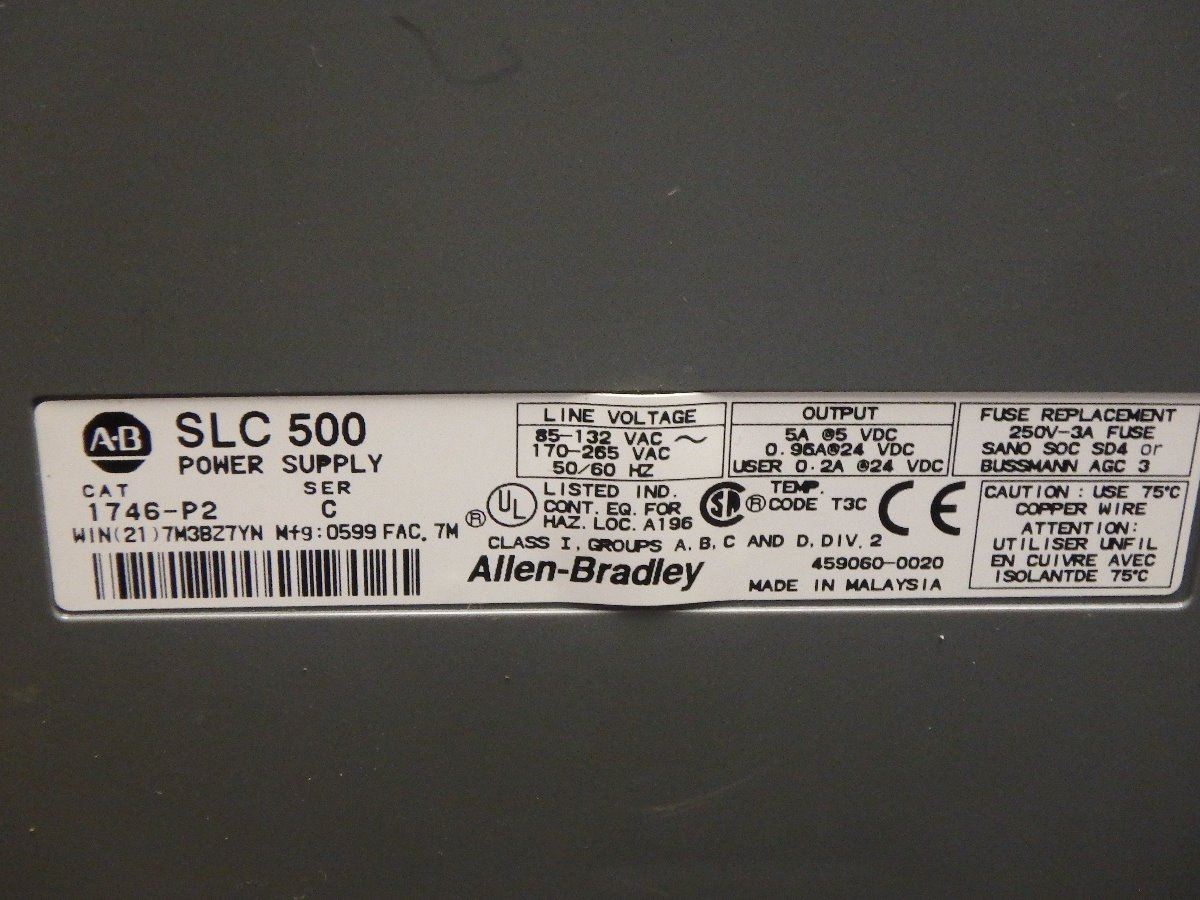 A-B
SLC 500
POWER SUPPLY
CAT SER
1746-P2 C
WIN(21)7M3BZ7YN Mfg:0599 FAC. 7M
LINE VOLTAGE
85-132 VAC ~
170-265 VAC
50/60 HZ
OUTPUT
5A @5 VDC
0.96A@24 VDC
USER 0.2A @24 VDC
FUSE REPLACEMENT
250V-3A FUSE
SANO SOC SD4 or
BUSSMANN AGC 3
UL ®
LISTED IND.
CONT. EQ. FOR
HAZ. LOC. A196
SA ®
TEMP.
CODE T3C
CE
CLASS I, GROUPS A, B, C AND D, DIV. 2
Allen-Bradley
459060-0020
MADE IN MALAYSIA
CAUTION : USE 75°C
COPPER WIRE
ATTENTION:
UTILISER UNFIL
EN CUIVRE AVEC
ISOLANTDE 75°C